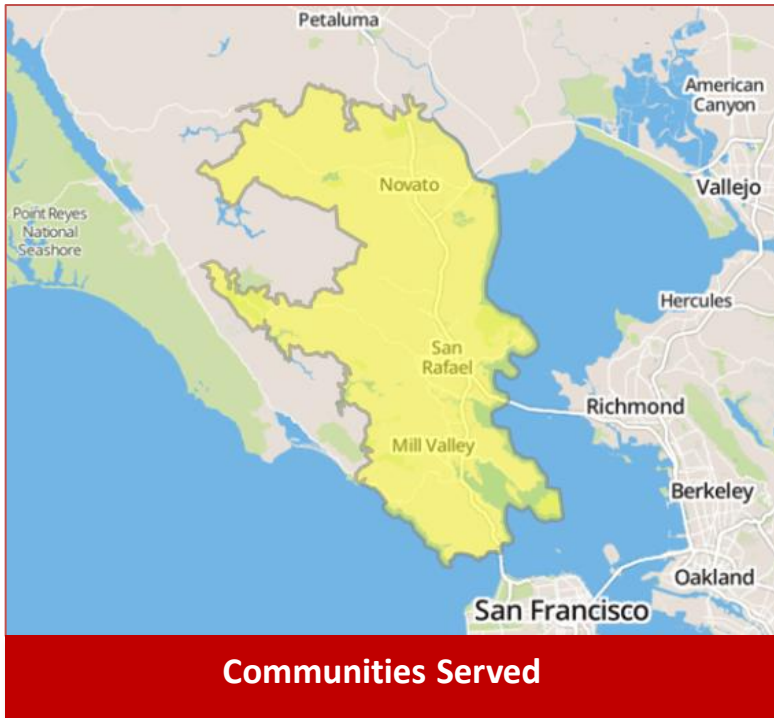 Petaluma
American
Canyon
Novato
Vallejo
Point Reyes
National
Seashore
Hercules
San
Rafael
Richmond
Mill Valley
Berkeley
Oakland
San Francisco
Communities Served